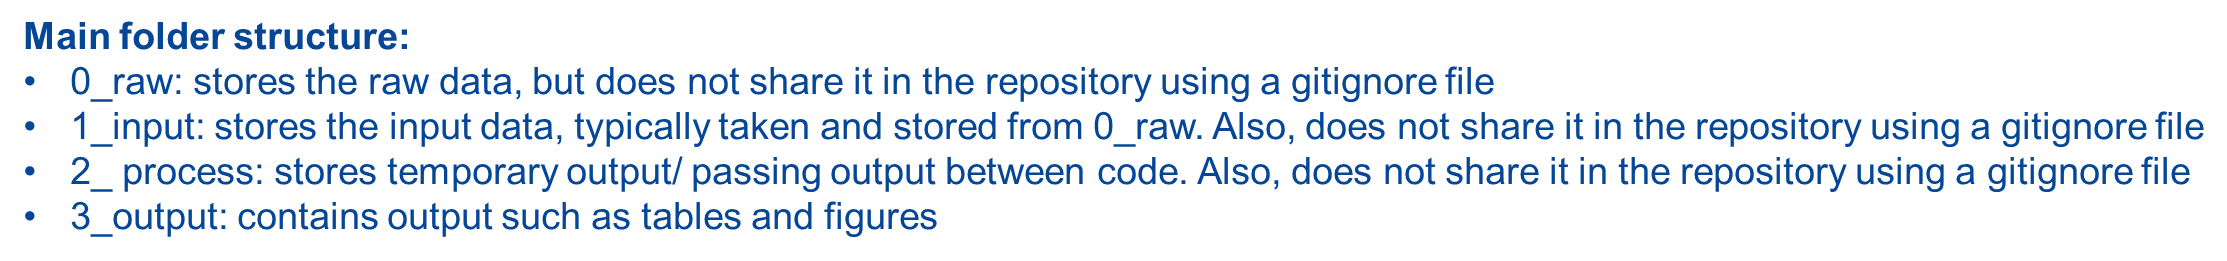 Main folder structure:
• 0_raw: stores the raw data, but does not share it in the repository using a gitignore file
• 1_input: stores the input data, typically taken and stored from 0_raw. Also, does not share it in the repository using a gitignore file
• 2_ process: stores temporary output/ passing output between code. Also, does not share it in the repository using a gitignore file
• 3_output: contains output such as tables and figures